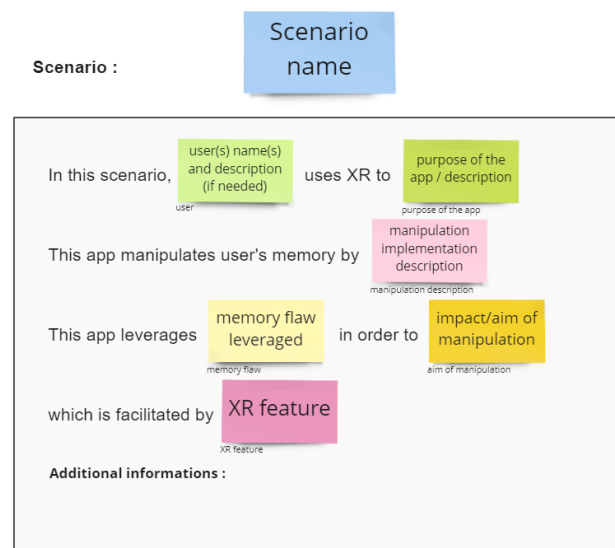 Scenario
name
Scenario :
In this scenario,
user(s) name(s)
and description
(if needed)
user
uses XR to
purpose of the
app / description
purpose of the app
This app manipulates user's memory by
manipulation
implementation
description
manipulation description
This app leverages
memory flaw
leveraged
memory flaw
in order to
impact/aim of
manipulation
aim of manipulation
which is facilitated by
XR feature
XR feature
Additional informations :